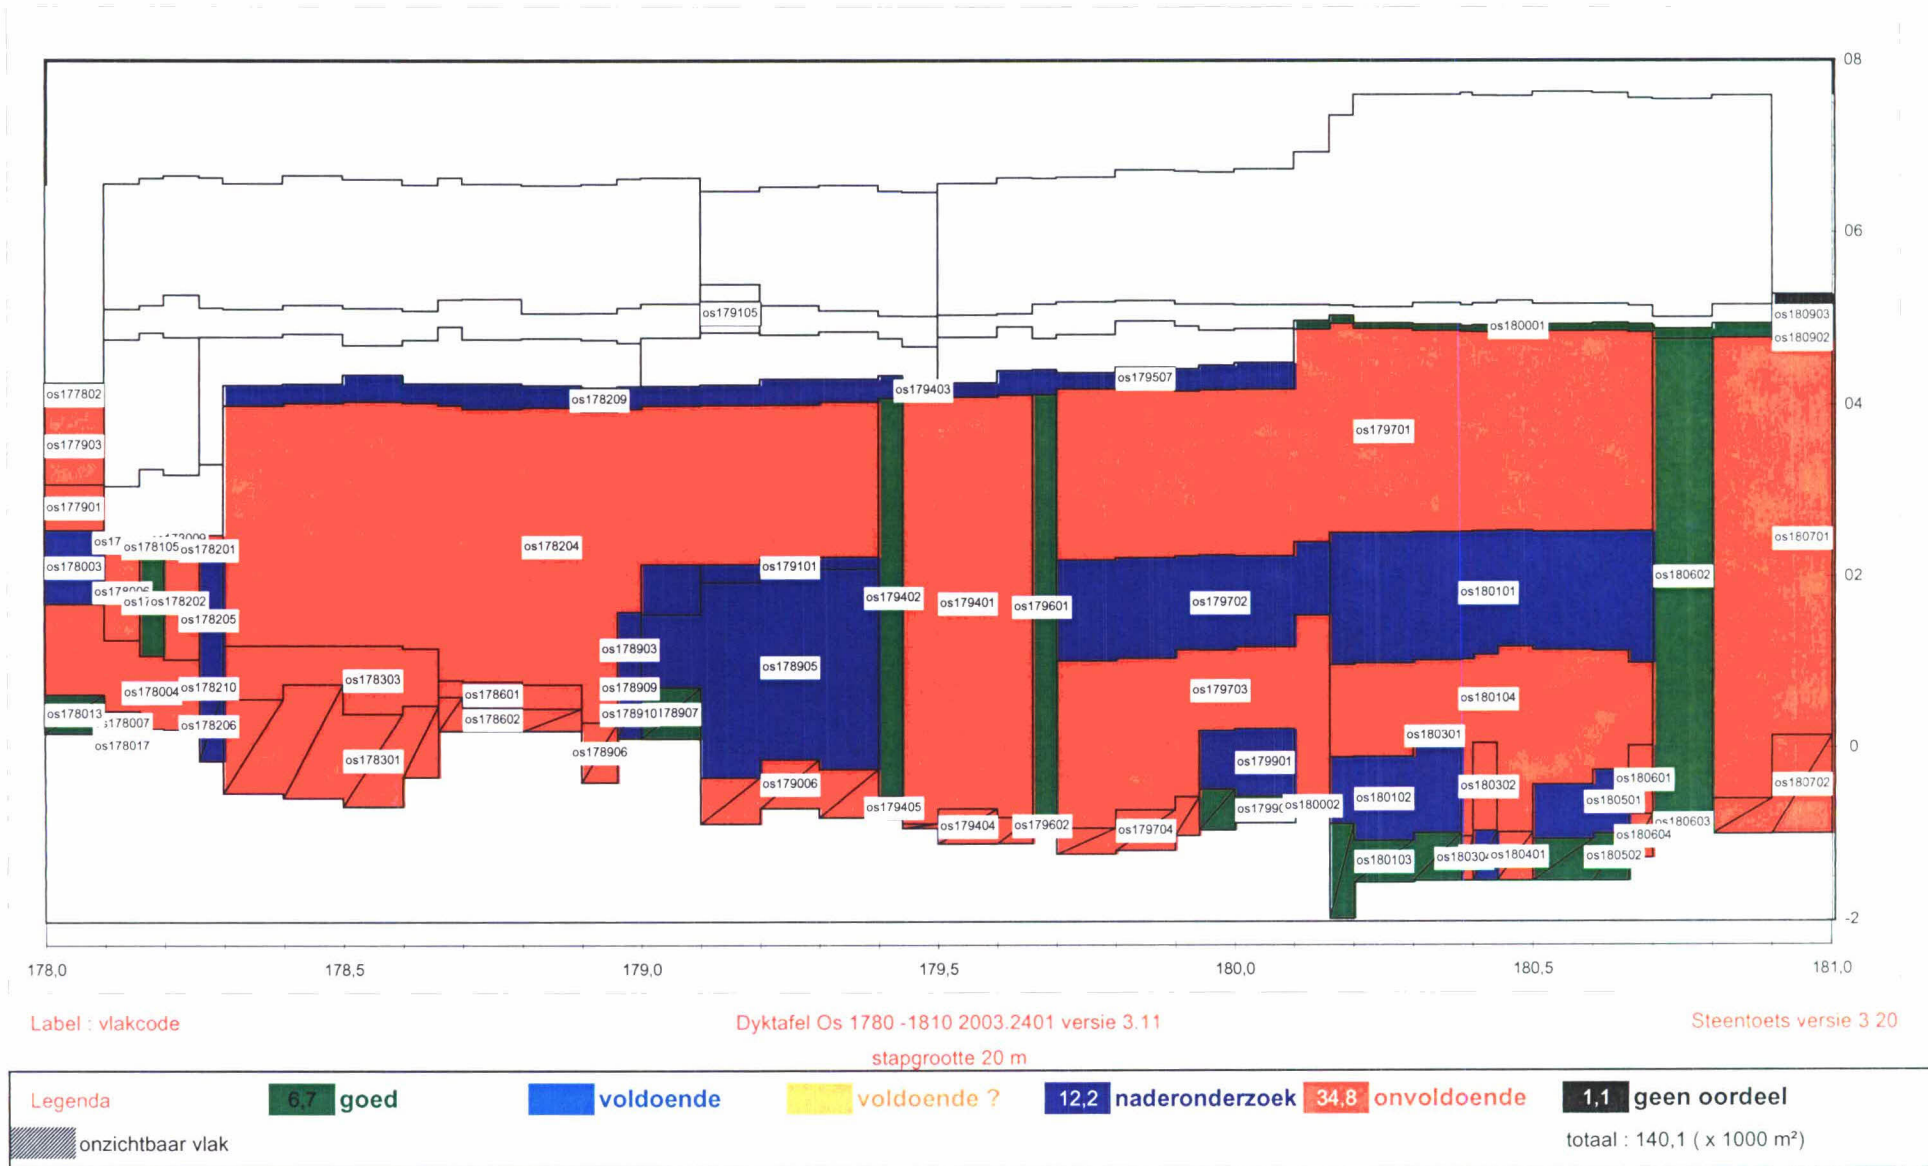 08
06
os179105
os180903
os180001
os180902
os177802
os178209
os179403
os179507
04
os177903
os179701
os177901
os178105
os178201
os178204
os180701
os178003
os179101
os180602
02
os178202
os178205
os179402
os179401
os179601
os179702
os180101
os178903
os178905
os178303
os178004
os178210
os178601
os178909
os179703
os180104
os178013
os178007
os178206
os178602
os178910
178907
os180301
os178017
os178906
0
os178301
os179006
os179901
os180302
os180601
os180702
os179405
os180002
os180102
os180501
os179404
os179602
os179704
os180603
os180604
os180103
os180401
os180502
-2
178,0 178,5 179,0 179,5 180,0 180,5 181,0
Label : vlakcode Dyktafel Os 1780 -1810 2003.2401 versie 3.11 Steentoets versie 3 20
stapgrootte 20 m
Legenda 6,7 goed voldoende voldoende ? 12,2 naderonderzoek 34,8 onvoldoende 1,1 geen oordeel
onzichtbaar vlak totaal : 140,1 ( x 1000 m²)